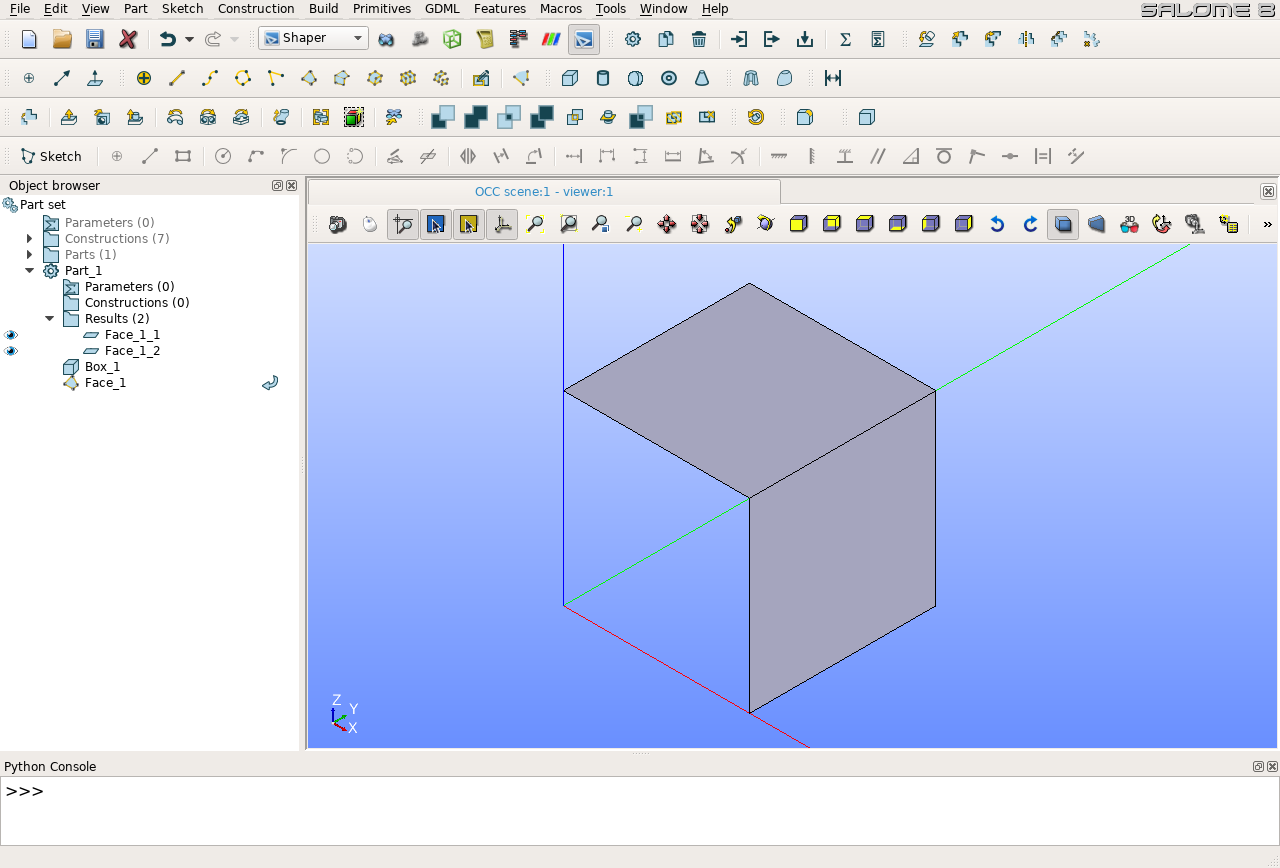 File Edit View Part Sketch Construction Build Primitives GDML Features Macros Tools Window Help SALOME 8
Shaper
Sketch
Object browser
OCC scene:1 - viewer:1
Part set
Parameters (0)
Constructions (7)
Parts (1)
Part_1
Parameters (0)
Constructions (0)
Results (2)
Face_1_1
Face_1_2
Box_1
Face_1
3D
»
Z
Y
X
Python Console
>>>